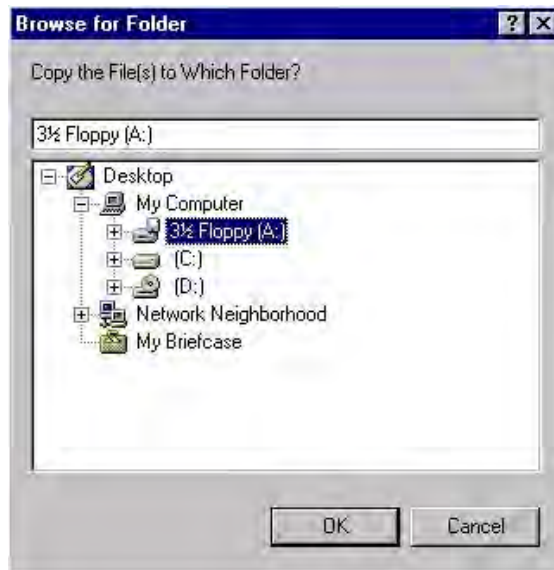 Browse for Folder
Copy the File(s) to Which Folder?
3½ Floppy (A:)
Desktop
My Computer
3½ Floppy (A:)
(C:)
(D:)
Network Neighborhood
My Briefcase
OK Cancel